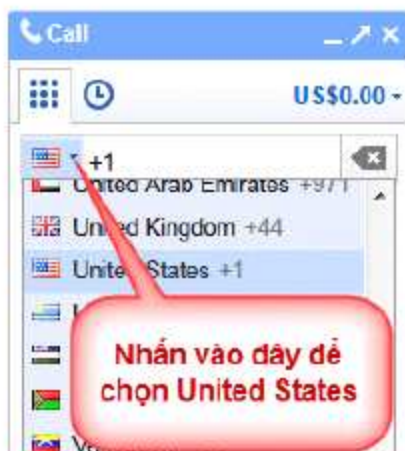 Call
US$0.00
+1
United Arab Emirates +971
United Kingdom +44
United States +1
Nhấn vào đây để
chọn United States